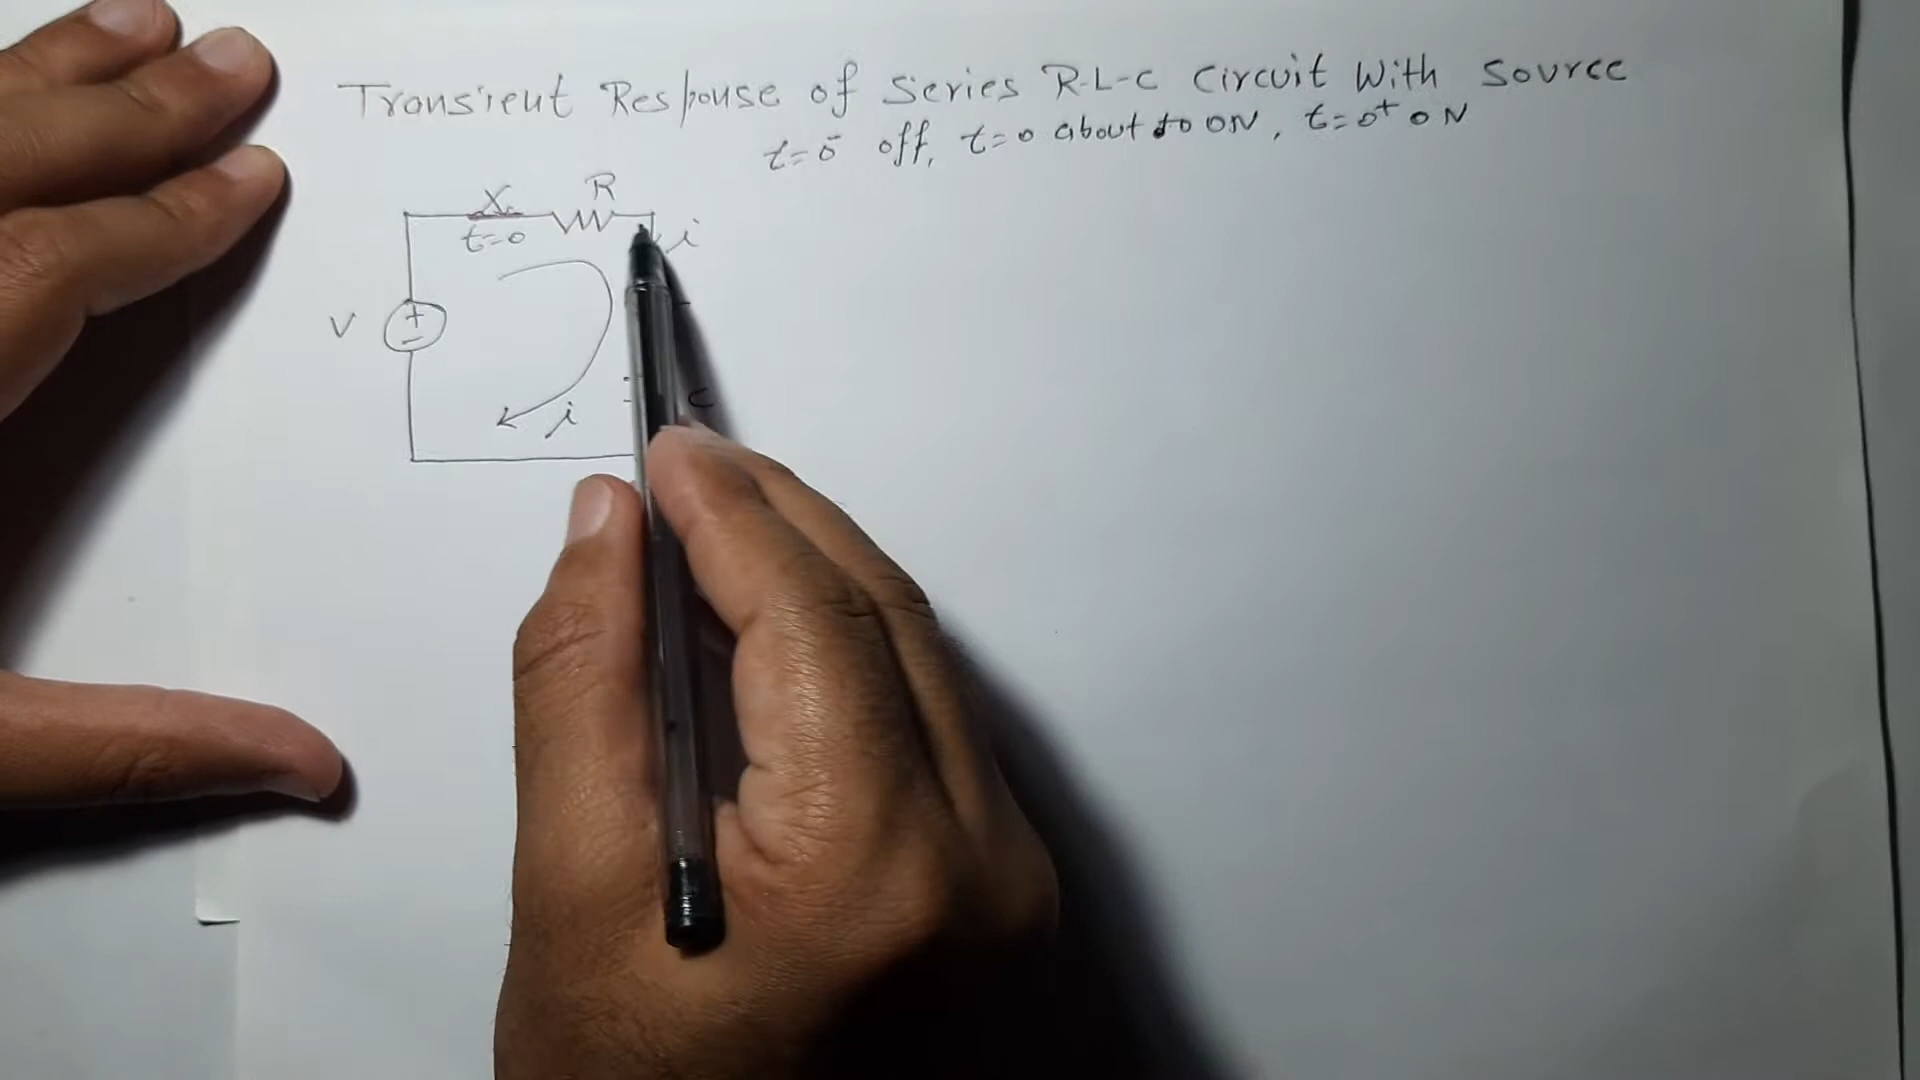 Transient Response of Series R-L-C Circuit With Source
t=0⁻ off, t=0 about to ON, t=0⁺ ON
R
t=0
i
V
+
−
C
i